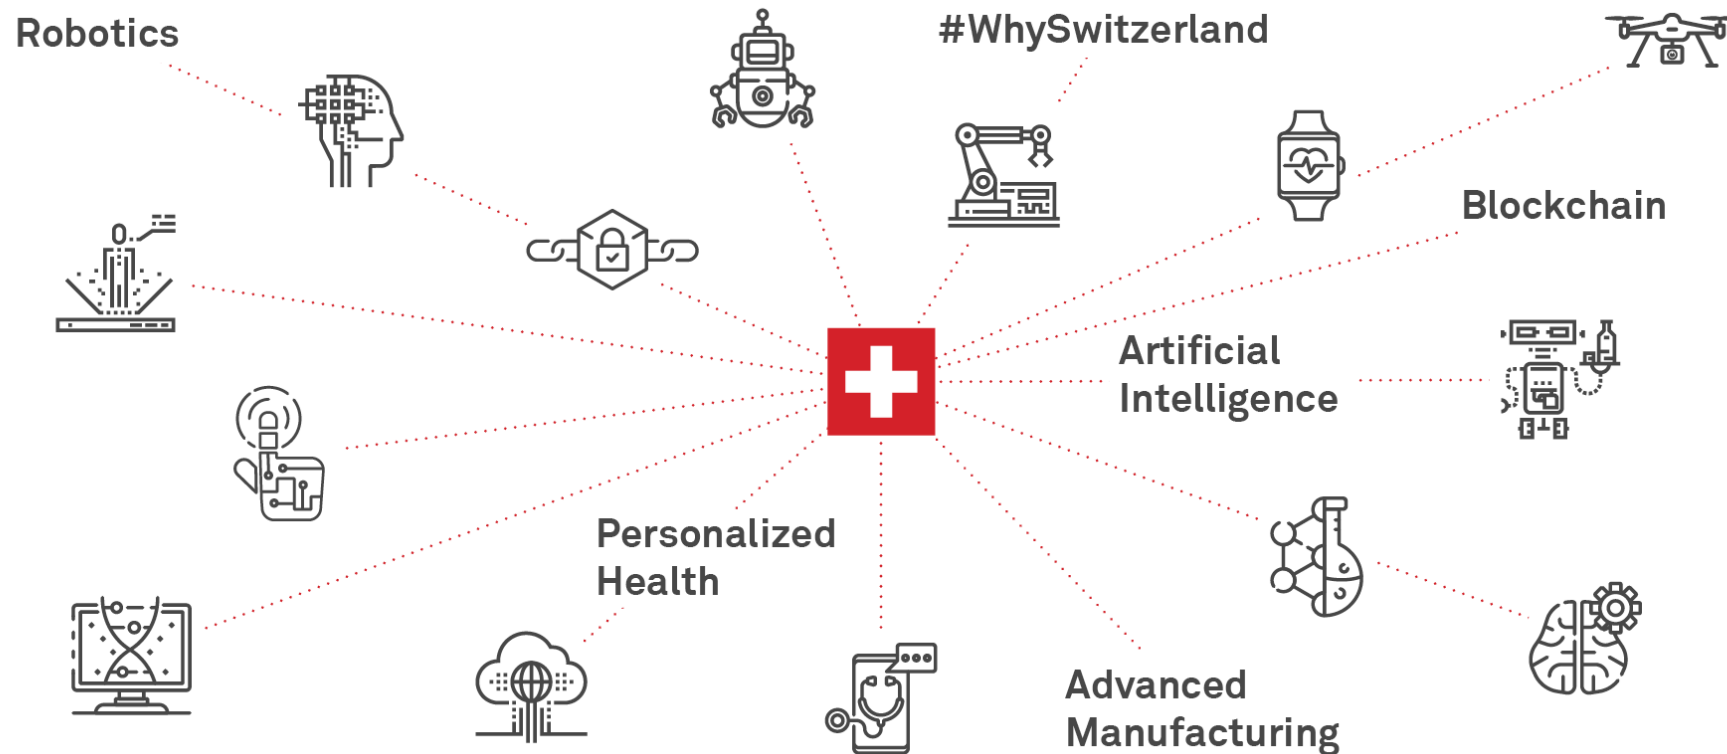 Robotics
#WhySwitzerland
Blockchain
Artificial
Intelligence
Personalized
Health
Advanced
Manufacturing